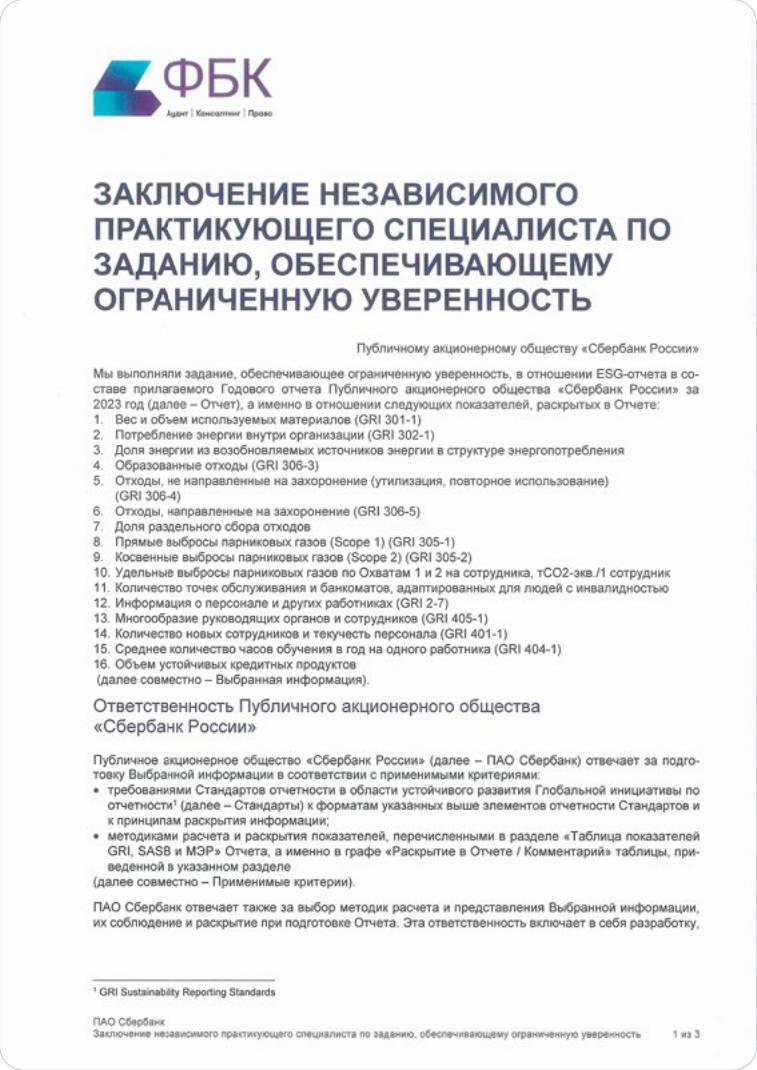 ФБК
Аудит | Консалтинг | Право
ЗАКЛЮЧЕНИЕ НЕЗАВИСИМОГО
ПРАКТИКУЮЩЕГО СПЕЦИАЛИСТА ПО
ЗАДАНИЮ, ОБЕСПЕЧИВАЮЩЕМУ
ОГРАНИЧЕННУЮ УВЕРЕННОСТЬ
Публичному акционерному обществу «Сбербанк России»
Мы выполняли задание, обеспечивающее ограниченную уверенность, в отношении ESG-отчета в со-
ставе прилагаемого Годового отчета Публичного акционерного общества «Сбербанк России» за
2023 год (далее – Отчет), а именно в отношении следующих показателей, раскрытых в Отчете:
1. Вес и объем используемых материалов (GRI 301-1)
2. Потребление энергии внутри организации (GRI 302-1)
3. Доля энергии из возобновляемых источников энергии в структуре энергопотребления
4. Образованные отходы (GRI 306-3)
5. Отходы, не направленные на захоронение (утилизация, повторное использование)
(GRI 306-4)
6. Отходы, направленные на захоронение (GRI 306-5)
7. Доля раздельного сбора отходов
8. Прямые выбросы парниковых газов (Scope 1) (GRI 305-1)
9. Косвенные выбросы парниковых газов (Scope 2) (GRI 305-2)
10. Удельные выбросы парниковых газов по Охватам 1 и 2 на сотрудника, тСО2-экв./1 сотрудник
11. Количество точек обслуживания и банкоматов, адаптированных для людей с инвалидностью
12. Информация о персонале и других работниках (GRI 2-7)
13. Многообразие руководящих органов и сотрудников (GRI 405-1)
14. Количество новых сотрудников и текучесть персонала (GRI 401-1)
15. Среднее количество часов обучения в год на одного работника (GRI 404-1)
16. Объем устойчивых кредитных продуктов
(далее совместно – Выбранная информация).
Ответственность Публичного акционерного общества
«Сбербанк России»
Публичное акционерное общество «Сбербанк России» (далее – ПАО Сбербанк) отвечает за подго-
товку Выбранной информации в соответствии с применимыми критериями:
• требованиями Стандартов отчетности в области устойчивого развития Глобальной инициативы по
отчетности¹ (далее – Стандарты) к форматам указанных выше элементов отчетности Стандартов и
к принципам раскрытия информации;
• методиками расчета и раскрытия показателей, перечисленными в разделе «Таблица показателей
GRI, SASB и МЭР» Отчета, а именно в графе «Раскрытие в Отчете / Комментарий» таблицы, при-
веденной в указанном разделе
(далее совместно – Применимые критерии).
ПАО Сбербанк отвечает также за выбор методик расчета и представления Выбранной информации,
их соблюдение и раскрытие при подготовке Отчета. Эта ответственность включает в себя разработку,
¹ GRI Sustainability Reporting Standards
ПАО Сбербанк
Заключение независимого практикующего специалиста по заданию, обеспечивающему ограниченную уверенность 1 из 3